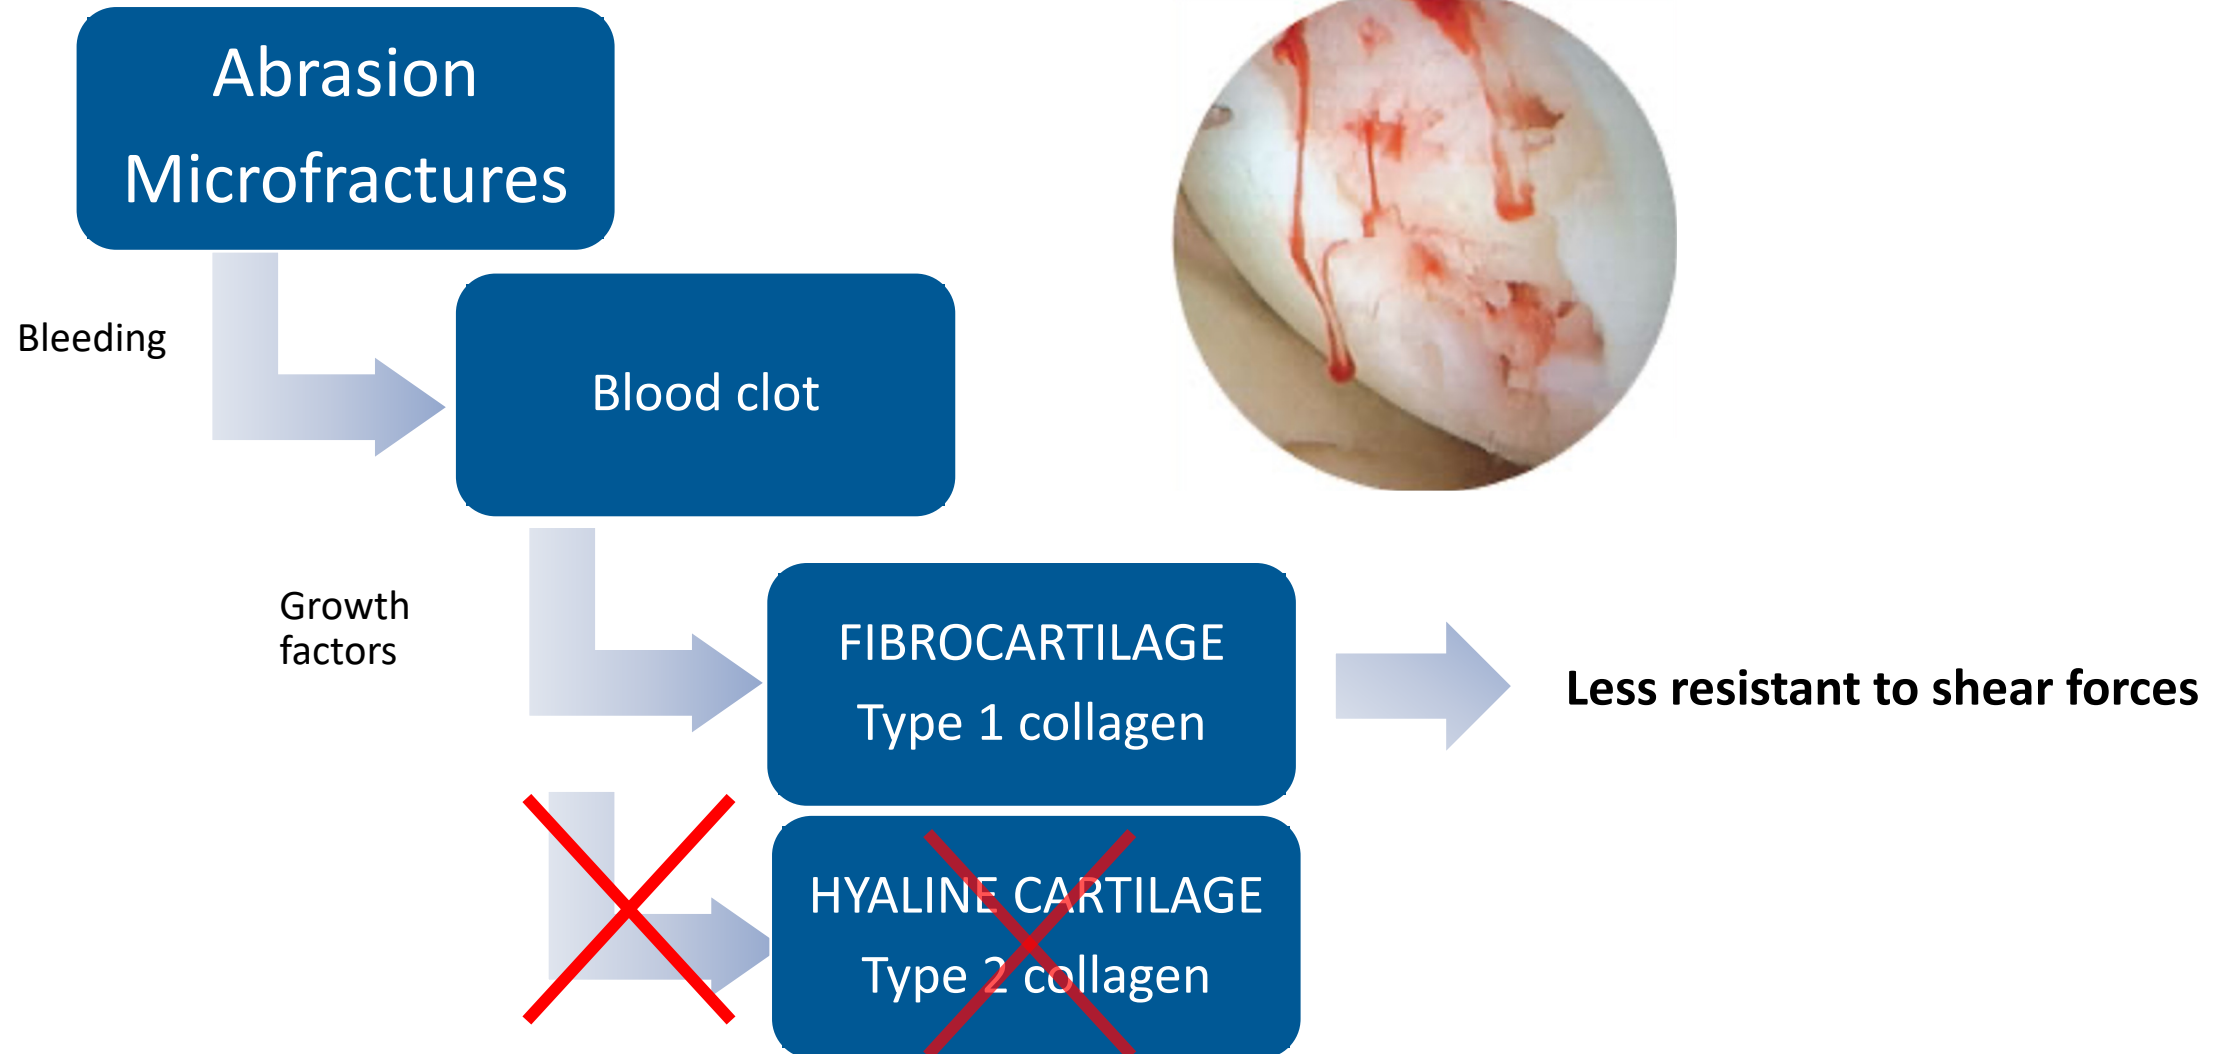 Abrasion
Microfractures
Bleeding
Blood clot
Growth
factors
FIBROCARTILAGE
Type 1 collagen
Less resistant to shear forces
HYALINE CARTILAGE
Type 2 collagen